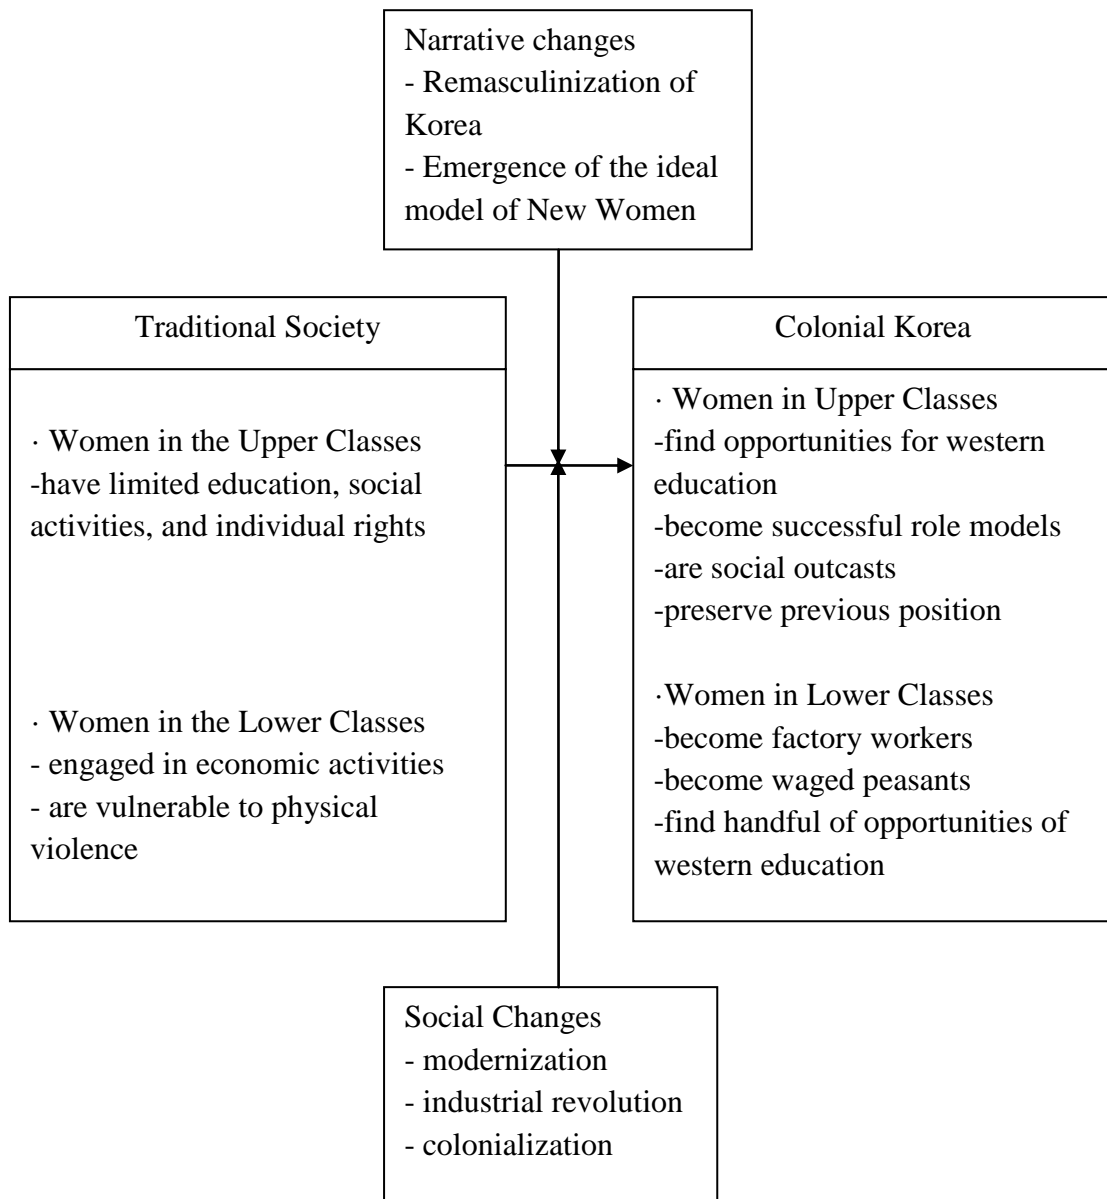 Narrative changes
- Remasculinization of
Korea
- Emergence of the ideal
model of New Women
Traditional Society
· Women in the Upper Classes
-have limited education, social
activities, and individual rights
· Women in the Lower Classes
- engaged in economic activities
- are vulnerable to physical
violence
Colonial Korea
· Women in Upper Classes
-find opportunities for western
education
-become successful role models
-are social outcasts
-preserve previous position
·Women in Lower Classes
-become factory workers
-become waged peasants
-find handful of opportunities of
western education
Social Changes
- modernization
- industrial revolution
- colonialization